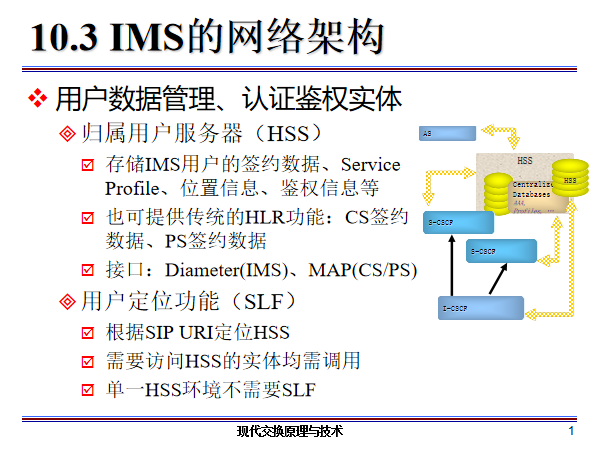 10.3 IMS的网络架构
用户数据管理、认证鉴权实体
归属用户服务器（HSS）
存储IMS用户的签约数据、Service
Profile、位置信息、鉴权信息等
也可提供传统的HLR功能：CS签约
数据、PS签约数据
接口：Diameter(IMS)、MAP(CS/PS)
用户定位功能（SLF）
根据SIP URI定位HSS
需要访问HSS的实体均需调用
单一HSS环境不需要SLF
AS
HSS
HSS
Centraliz
Databases
S-CSCF
S-CSCF
I-CSCF
现代交换原理与技术
1